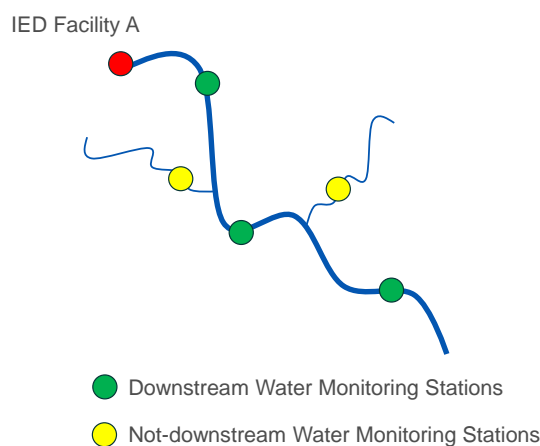 IED Facility A
Downstream Water Monitoring Stations
Not-downstream Water Monitoring Stations